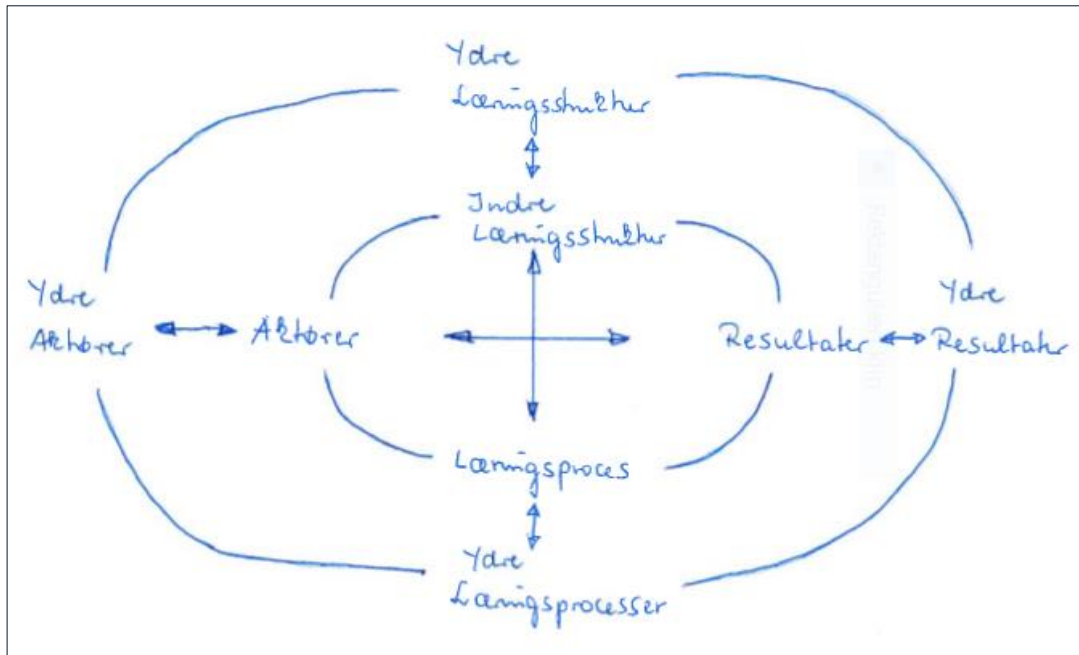 Ydre
Læringsstruktur
Indre
Læringsstruktur
Ydre
Aktører
Aktører
Resultater
Ydre
Resultater
Læringsproces
Ydre
Læringsprocesser